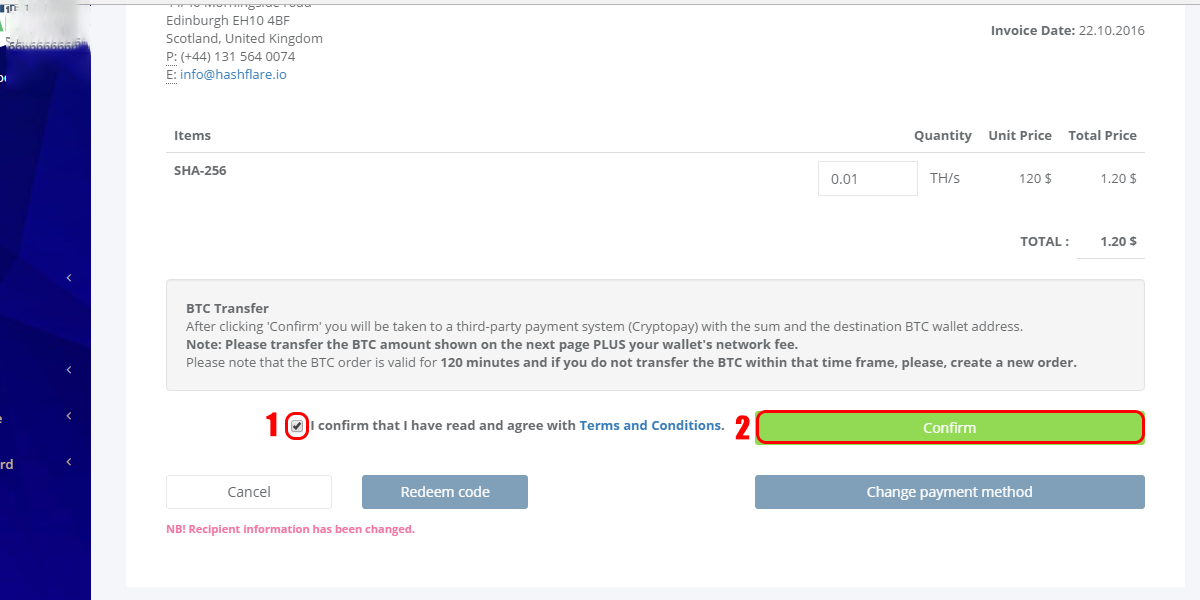 Edinburgh EH10 4BF
Scotland, United Kingdom
P: (+44) 131 564 0074
E: info@hashflare.io
Invoice Date: 22.10.2016
Items Quantity Unit Price Total Price
SHA-256 0.01 TH/s 120 $ 1.20 $
TOTAL : 1.20 $
BTC Transfer
After clicking 'Confirm' you will be taken to a third-party payment system (Cryptopay) with the sum and the destination BTC wallet address.
Note: Please transfer the BTC amount shown on the next page PLUS your wallet's network fee.
Please note that the BTC order is valid for 120 minutes and if you do not transfer the BTC within that time frame, please, create a new order.
1 I confirm that I have read and agree with Terms and Conditions. 2 Confirm
rd
Cancel Redeem code Change payment method
NB! Recipient information has been changed.